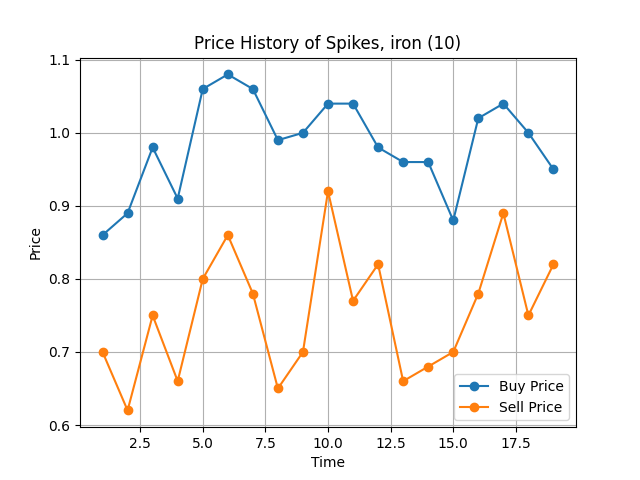 Price History of Spikes, iron (10)
1.1
1.0
0.9
0.8
0.7
0.6
Price
2.5 5.0 7.5 10.0 12.5 15.0 17.5
Time
Buy Price
Sell Price